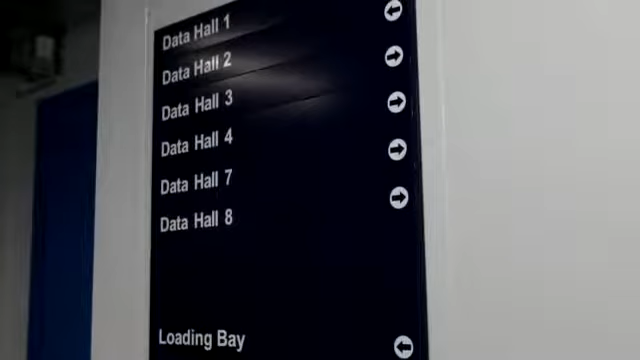 Data Hall 1
Data Hall 2
Data Hall 3
Data Hall 4
Data Hall 7
Data Hall 8
Loading Bay